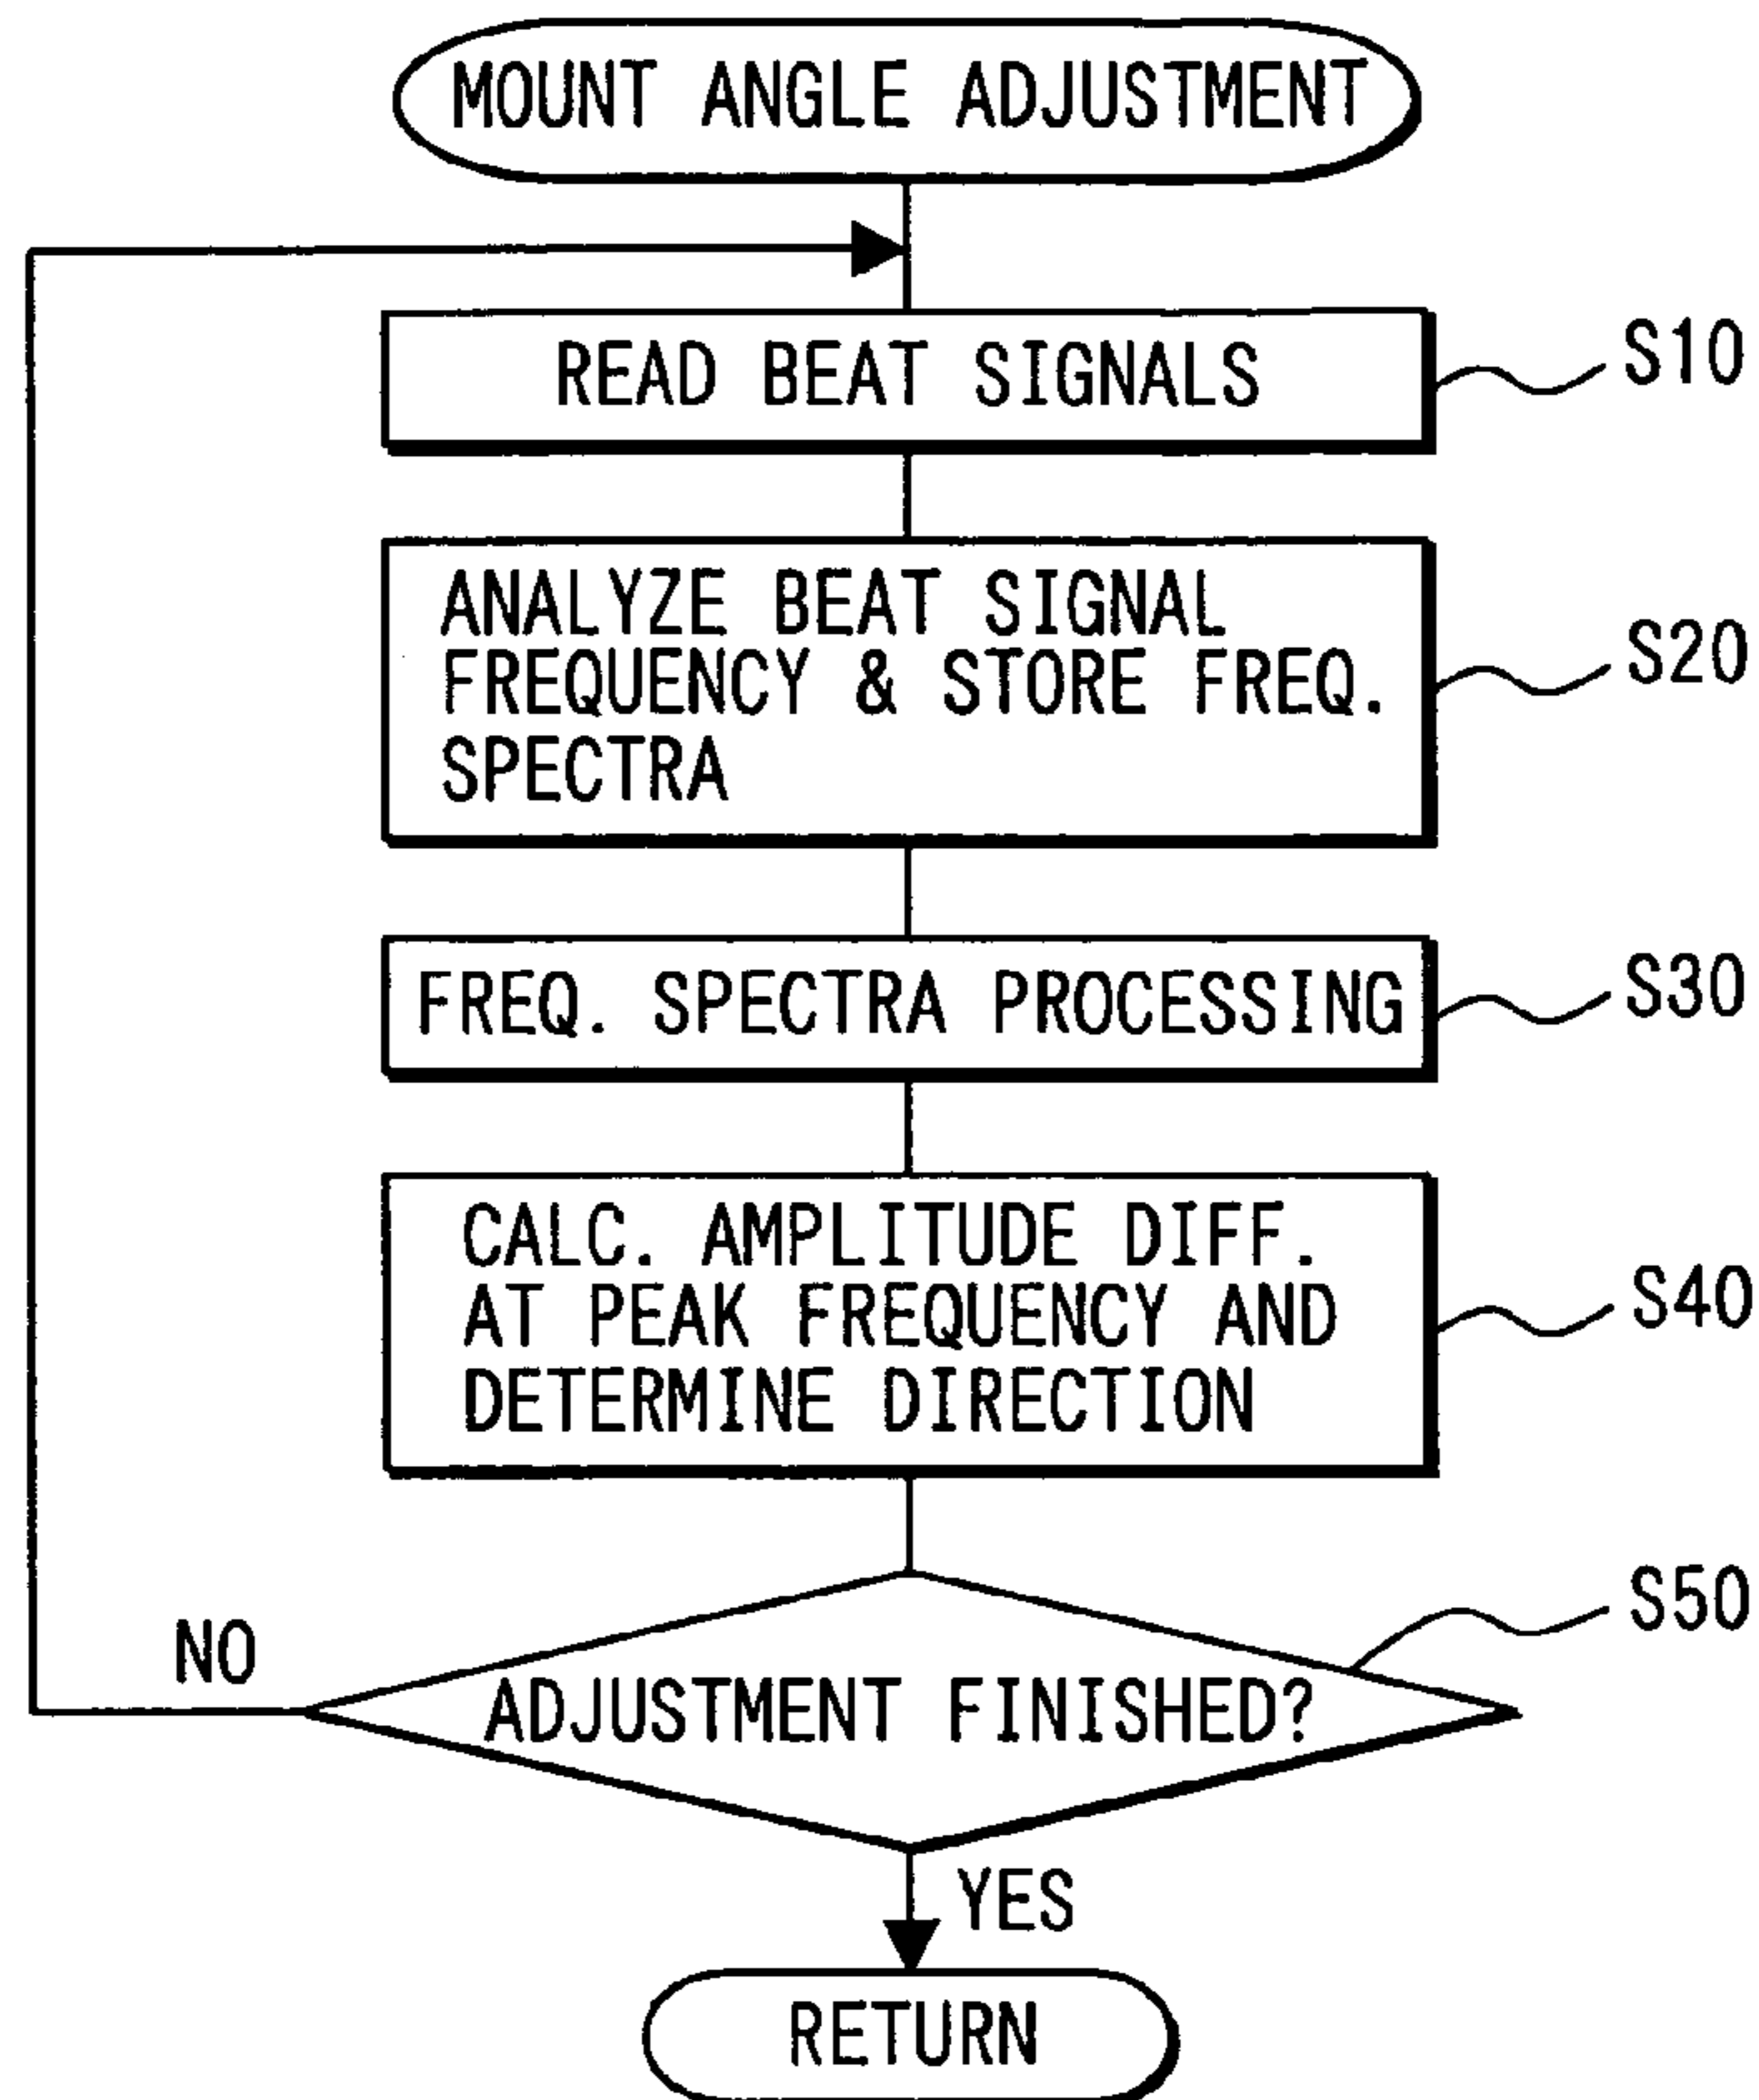 MOUNT ANGLE ADJUSTMENT
READ BEAT SIGNALS
S10
ANALYZE BEAT SIGNAL
FREQUENCY & STORE FREQ.
SPECTRA
S20
FREQ. SPECTRA PROCESSING
S30
CALC. AMPLITUDE DIFF.
AT PEAK FREQUENCY AND
DETERMINE DIRECTION
S40
ADJUSTMENT FINISHED?
S50
NO
YES
RETURN